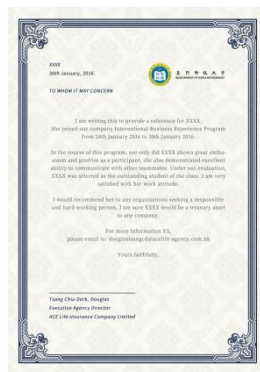 XXXX
30th January, 2016
TO WHOM IT MAY CONCERN
I am writing this to provide a reference for XXXX,
She joined our company International Business Experience Program
from 24th January 2016 to 30th January 2016.
In the course of this program, not only did XXXX shown great enthu-
siasm and positive as a participant, she also demonstrated excellent
ability to communicate with other teammates. Under our evaluation,
XXXX was selected as the outstanding student of the class. I am very
satisfied with her work attitude.
I would recommend her to any organizations seeking a responsible
and hard working person. I am sure XXXX would be a treasury asset
to any company.
For more information XX,
please email to:
Yours faithfully,
Tsang Chiu Derk, Douglas
Executive Agency Director
ACE Life Insurance Company Limited